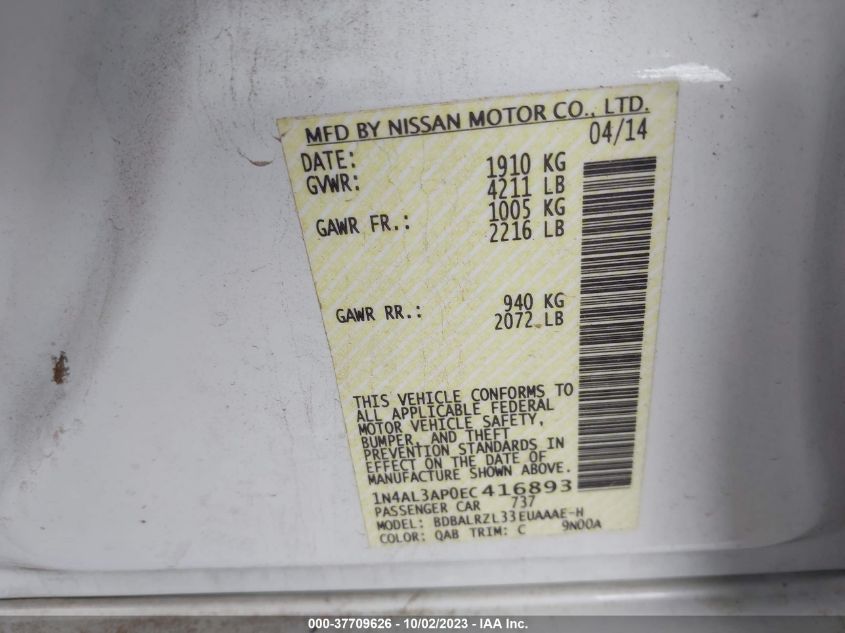 MFD BY NISSAN MOTOR CO., LTD.
DATE: 04/14
GVWR: 1910 KG
4211 LB
GAWR FR.: 1005 KG
2216 LB
GAWR RR.: 940 KG
2072 LB
THIS VEHICLE CONFORMS TO
ALL APPLICABLE FEDERAL
MOTOR VEHICLE SAFETY,
BUMPER, AND THEFT
PREVENTION STANDARDS IN
EFFECT ON THE DATE OF
MANUFACTURE SHOWN ABOVE.
1N4AL3AP0EC416893
PASSENGER CAR 737
MODEL: BDBALRZL33EUAAAE-H
COLOR: QAB TRIM: C 9N00A
000-37709626 - 10/02/2023 - IAA Inc.